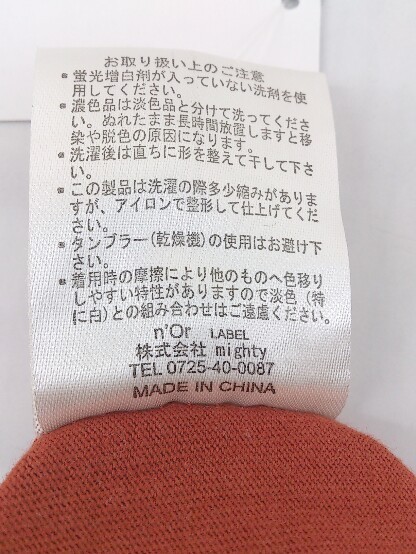 お取り扱い上のご注意
● 蛍光増白剤が入っていない洗剤を使
用してください。
● 濃色品は淡色品と分けて洗ってくださ
い。ぬれたまま長時間放置しますと移
染や脱色の原因になります。
● 洗濯後は直ちに形を整えて干して下さ
い。
● この製品は洗濯の際多少縮みがありま
すが、アイロンで整形して仕上げてくだ
さい。
● タンブラー(乾燥機)の使用はお避け下
さい。
● 着用時の摩擦により他のものへ色移り
しやすい特性がありますので淡色(特
に白)との組み合わせはご遠慮ください。
n'Or LABEL
株式会社 mighty
TEL 0725-40-0087
MADE IN CHINA